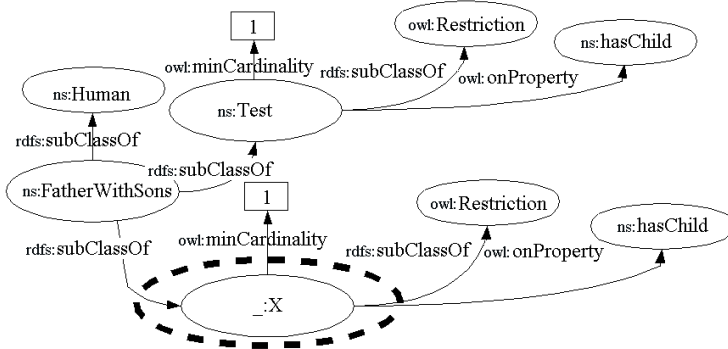 1
owl:Restriction
ns:hasChild
owl:minCardinality
rdfs:subClassOf
owl:onProperty
ns:Human
ns:Test
rdfs:subClassOf
rdfs:subClassOf
ns:FatherWithSons
1
owl:Restriction
ns:hasChild
rdfs:subClassOf
owl:minCardinality
rdfs:subClassOf
owl:onProperty
_:X